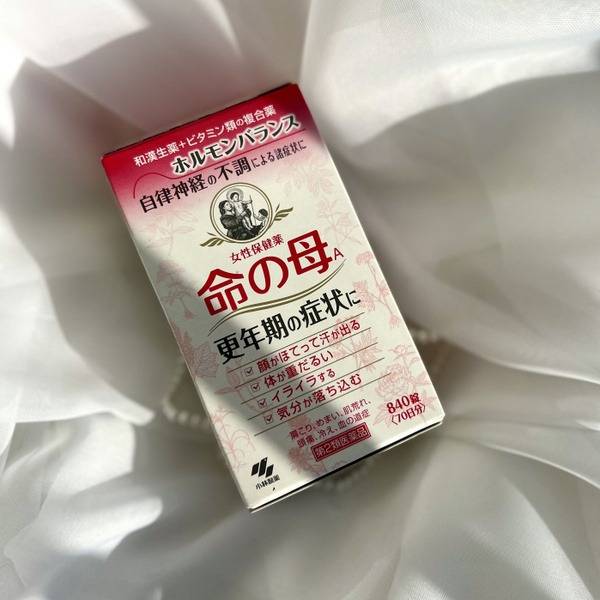 和漢生薬+ビタミン類の複合薬
ホルモンバランス
自律神経の不調による諸症状に
女性保健薬
命の母A
更年期の症状に
顔がほてって汗が出る
体が重だるい
イライラする
気分が落ち込む
840錠
(70日分)
肩こり、めまい、肌荒れ、
頭痛、冷え、血の道症
第2類医薬品
小林製薬